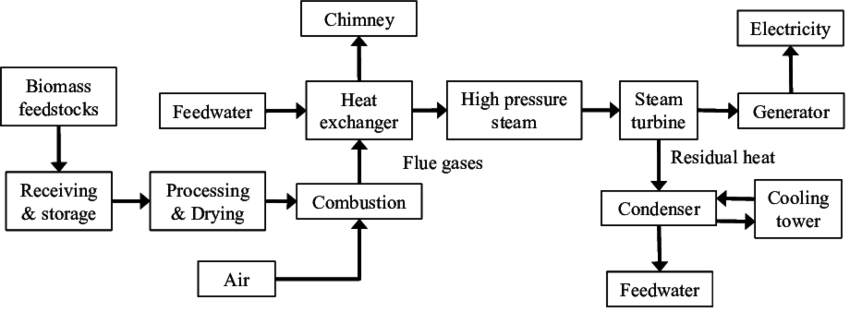 Chimney
Electricity
Biomass
feedstocks
Feedwater
Heat
exchanger
High pressure
steam
Steam
turbine
Generator
Flue gases
Residual heat
Receiving
& storage
Processing
& Drying
Combustion
Condenser
Cooling
tower
Air
Feedwater